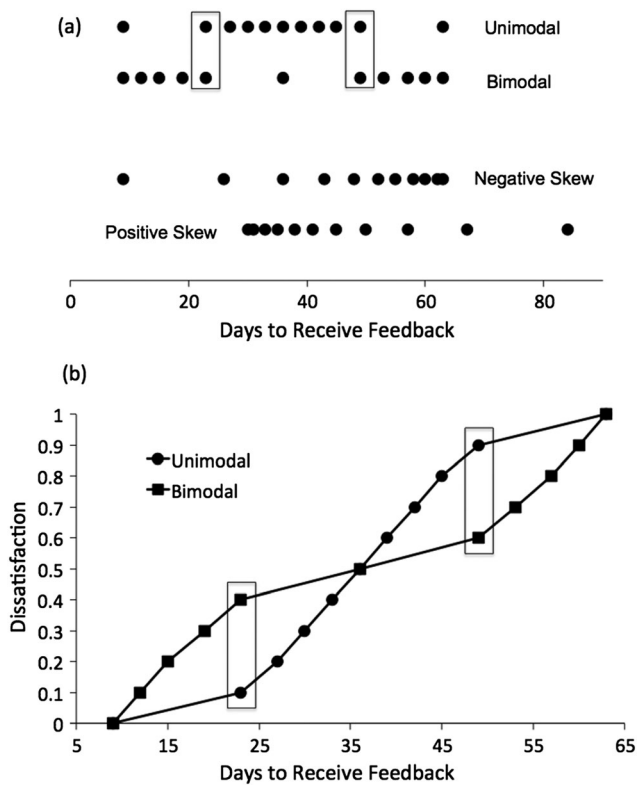 (a)
Unimodal
Bimodal
Negative Skew
Positive Skew
0 20 40 60 80
Days to Receive Feedback
(b)
1
0.9
0.8
0.7
0.6
0.5
0.4
0.3
0.2
0.1
0
Dissatisfaction
Unimodal
Bimodal
5 15 25 35 45 55 65
Days to Receive Feedback